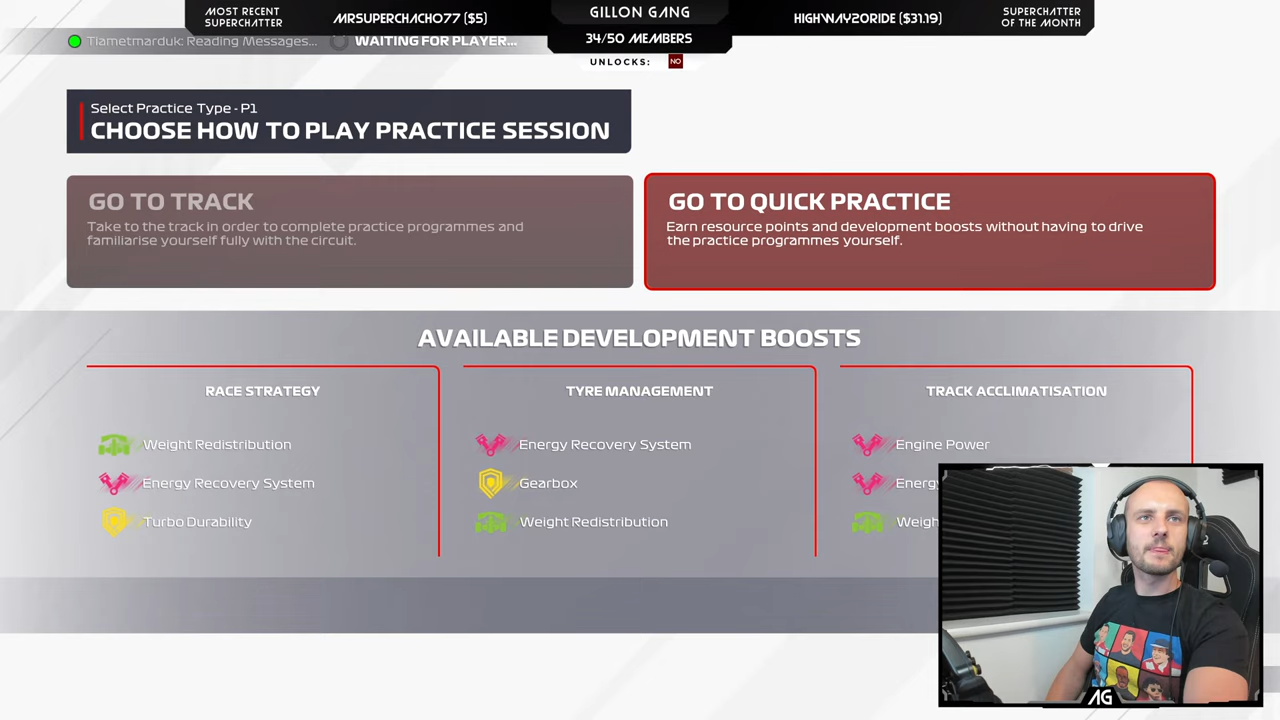 MOST RECENT
SUPERCHATTER
MRSUPERCHACHO77 ($5)
GILLON GANG
34/50 MEMBERS
UNLOCKS: NO
HIGHWAY2ORIDE ($31.19)
SUPERCHATTER
OF THE MONTH
Tlametmarduk: Reading Messages...
WAITING FOR PLAYER...
Select Practice Type - P1
CHOOSE HOW TO PLAY PRACTICE SESSION
GO TO TRACK
Take to the track in order to complete practice programmes and
familiarise yourself fully with the circuit.
GO TO QUICK PRACTICE
Earn resource points and development boosts without having to drive
the practice programmes yourself.
AVAILABLE DEVELOPMENT BOOSTS
RACE STRATEGY
Weight Redistribution
Energy Recovery System
Turbo Durability
TYRE MANAGEMENT
Energy Recovery System
Gearbox
Weight Redistribution
TRACK ACCLIMATISATION
Engine Power
Energ
Weigh
AG